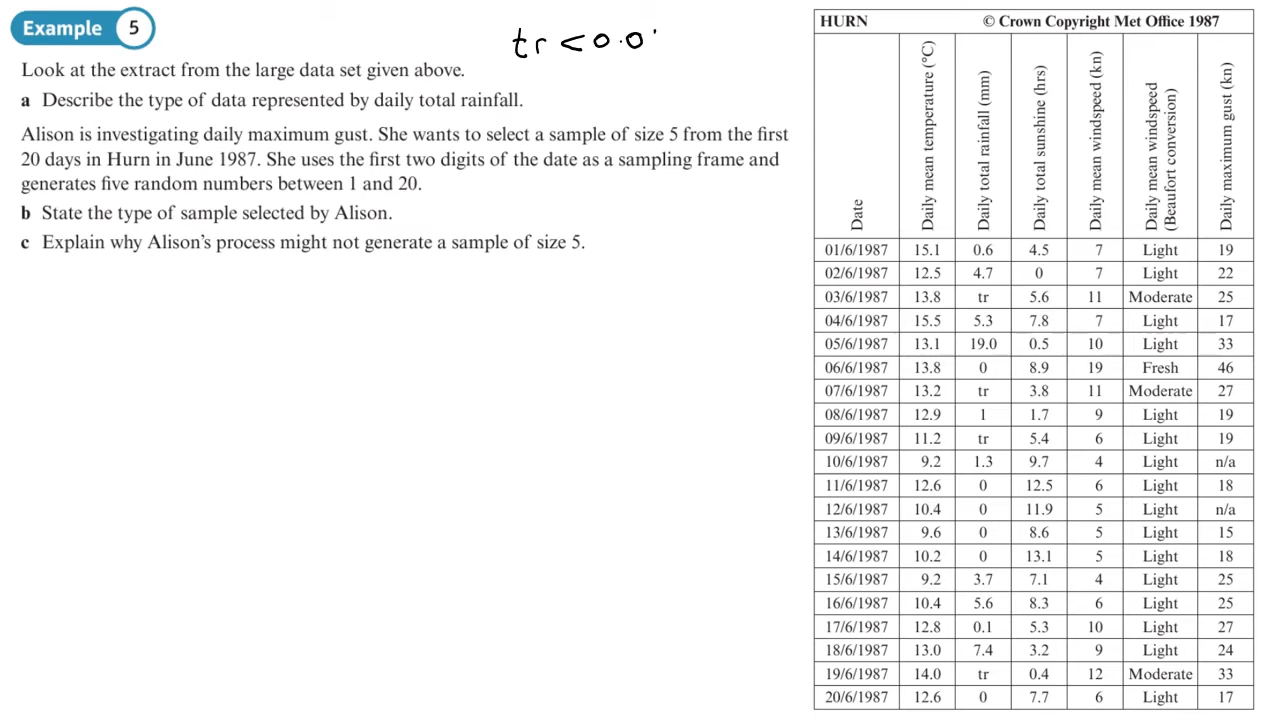 Example 5
tr < 0.0
Look at the extract from the large data set given above.
a Describe the type of data represented by daily total rainfall.
Alison is investigating daily maximum gust. She wants to select a sample of size 5 from the first
20 days in Hurn in June 1987. She uses the first two digits of the date as a sampling frame and
generates five random numbers between 1 and 20.
b State the type of sample selected by Alison.
c Explain why Alison's process might not generate a sample of size 5.
HURN © Crown Copyright Met Office 1987
Date
Daily mean temperature (°C)
Daily total rainfall (mm)
Daily total sunshine (hrs)
Daily mean windspeed (kn)
Daily mean windspeed
(Beaufort conversion)
Daily maximum gust (kn)
01/6/1987 15.1 0.6 4.5 7 Light 19
02/6/1987 12.5 4.7 0 7 Light 22
03/6/1987 13.8 tr 5.6 11 Moderate 25
04/6/1987 15.5 5.3 7.8 7 Light 17
05/6/1987 13.1 19.0 0.5 10 Light 33
06/6/1987 13.8 0 8.9 19 Fresh 46
07/6/1987 13.2 tr 3.8 11 Moderate 27
08/6/1987 12.9 1 1.7 9 Light 19
09/6/1987 11.2 tr 5.4 6 Light 19
10/6/1987 9.2 1.3 9.7 4 Light n/a
11/6/1987 12.6 0 12.5 6 Light 18
12/6/1987 10.4 0 11.9 5 Light n/a
13/6/1987 9.6 0 8.6 5 Light 15
14/6/1987 10.2 0 13.1 5 Light 18
15/6/1987 9.2 3.7 7.1 4 Light 25
16/6/1987 10.4 5.6 8.3 6 Light 25
17/6/1987 12.8 0.1 5.3 10 Light 27
18/6/1987 13.0 7.4 3.2 9 Light 24
19/6/1987 14.0 tr 0.4 12 Moderate 33
20/6/1987 12.6 0 7.7 6 Light 17